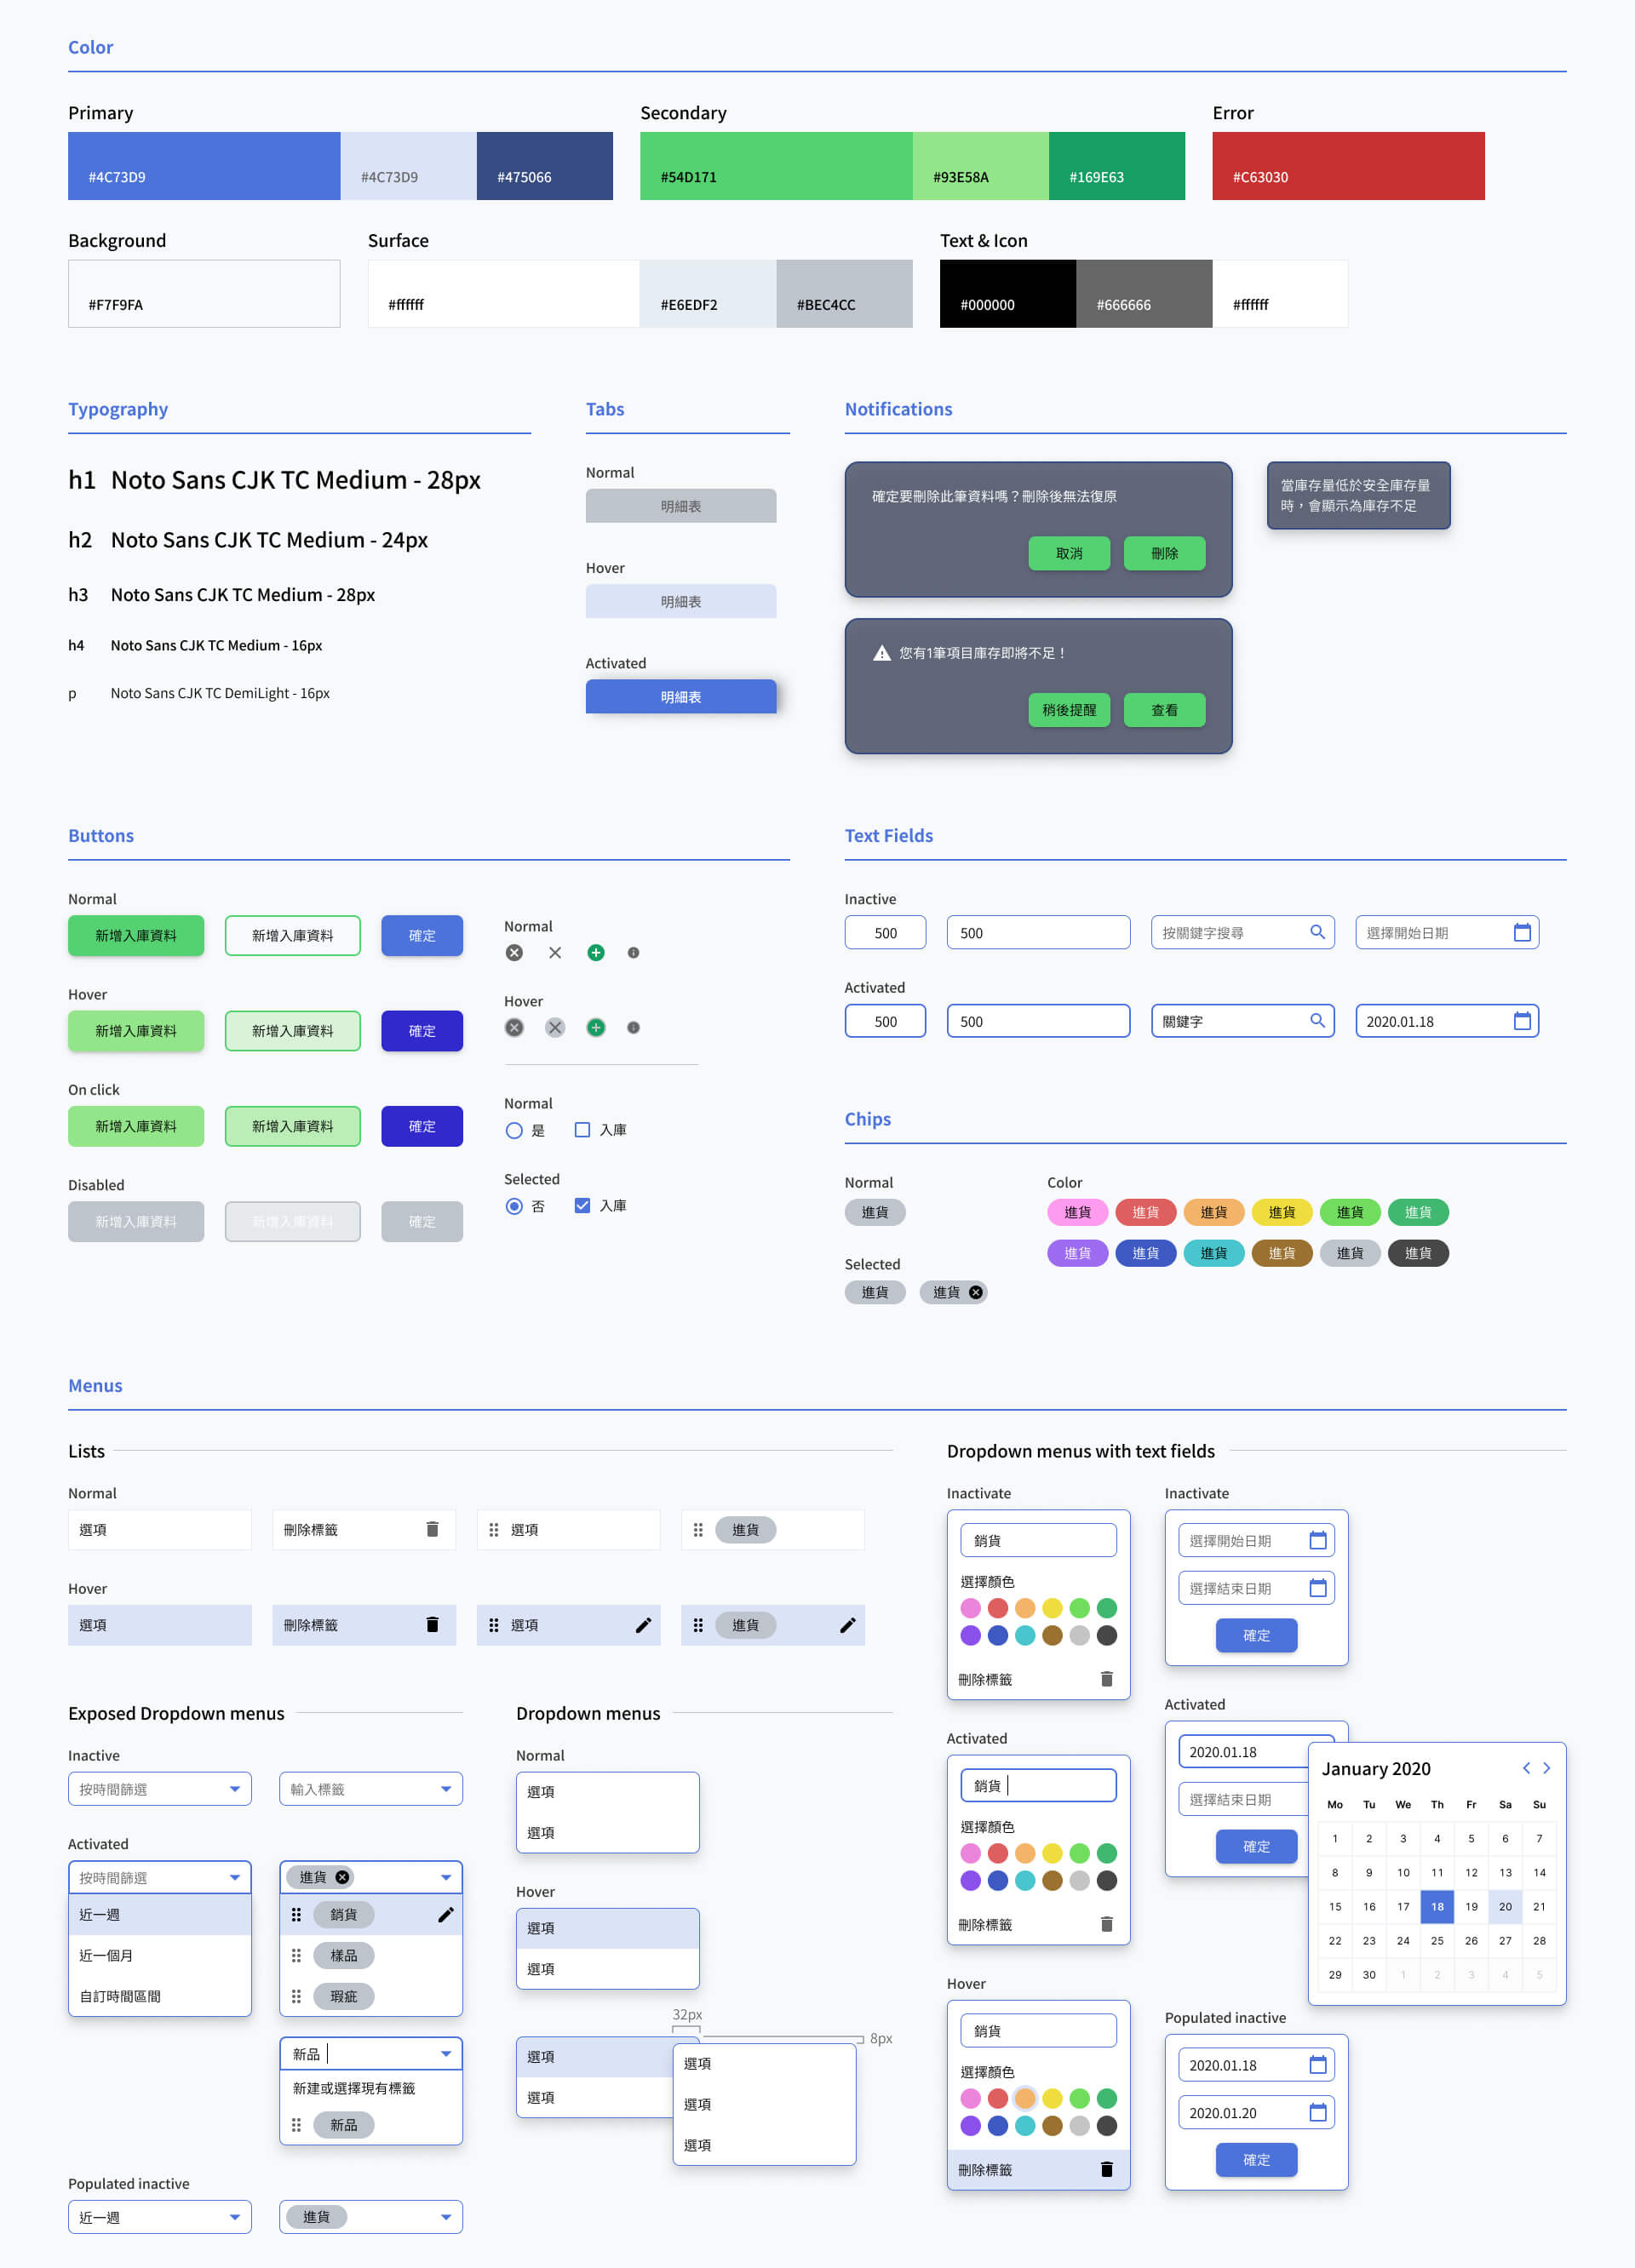 Color
Primary
Secondary
Error
#4C73D9
#4C73D9
#475066
#54D171
#93E58A
#169E63
#C63030
Background
Surface
Text & Icon
#F7F9FA
#ffffff
#E6EDF2
#BEC4CC
#000000
#666666
#ffffff
Typography
h1 Noto Sans CJK TC Medium - 28px
h2 Noto Sans CJK TC Medium - 24px
h3 Noto Sans CJK TC Medium - 28px
h4 Noto Sans CJK TC Medium - 16px
p Noto Sans CJK TC DemiLight - 16px
Tabs
Normal
明細表
Hover
明細表
Activated
明細表
Notifications
確定要刪除此筆資料嗎？刪除後無法復原
取消
刪除
當庫存量低於安全庫存量
時，會顯示為庫存不足
您有1筆項目庫存即將不足！
稍後提醒
查看
Buttons
Normal
新增入庫資料
新增入庫資料
確定
Hover
新增入庫資料
新增入庫資料
確定
On click
新增入庫資料
新增入庫資料
確定
Disabled
新增入庫資料
新增入庫資料
確定
Normal
Hover
Normal
是
入庫
Selected
否
入庫
Text Fields
Inactive
500
500
按關鍵字搜尋
選擇開始日期
Activated
500
500
關鍵字
2020.01.18
Chips
Normal
進貨
Selected
進貨
進貨
Color
進貨 進貨 進貨 進貨 進貨 進貨
進貨 進貨 進貨 進貨 進貨 進貨
Menus
Lists
Normal
選項
刪除標籤
選項
進貨
Hover
選項
刪除標籤
選項
進貨
Exposed Dropdown menus
Inactive
按時間篩選
輸入標籤
Activated
按時間篩選
近一週
近一個月
自訂時間區間
進貨
銷貨
樣品
瑕疵
新品
新建或選擇現有標籤
新品
Populated inactive
近一週
進貨
Dropdown menus
Normal
選項
選項
Hover
選項
選項
32px
8px
選項
選項
選項
選項
選項
Dropdown menus with text fields
Inactivate
銷貨
選擇顏色
刪除標籤
Activated
銷貨
選擇顏色
刪除標籤
Hover
銷貨
選擇顏色
刪除標籤
Inactivate
選擇開始日期
選擇結束日期
確定
Activated
2020.01.18
選擇結束日期
確定
January 2020
Mo Tu We Th Fr Sa Su
1 2 3 4 5 6 7
8 9 10 11 12 13 14
15 16 17 18 19 20 21
22 23 24 25 26 27 28
29 30 1 2 3 4 5
Populated inactive
2020.01.18
2020.01.20
確定